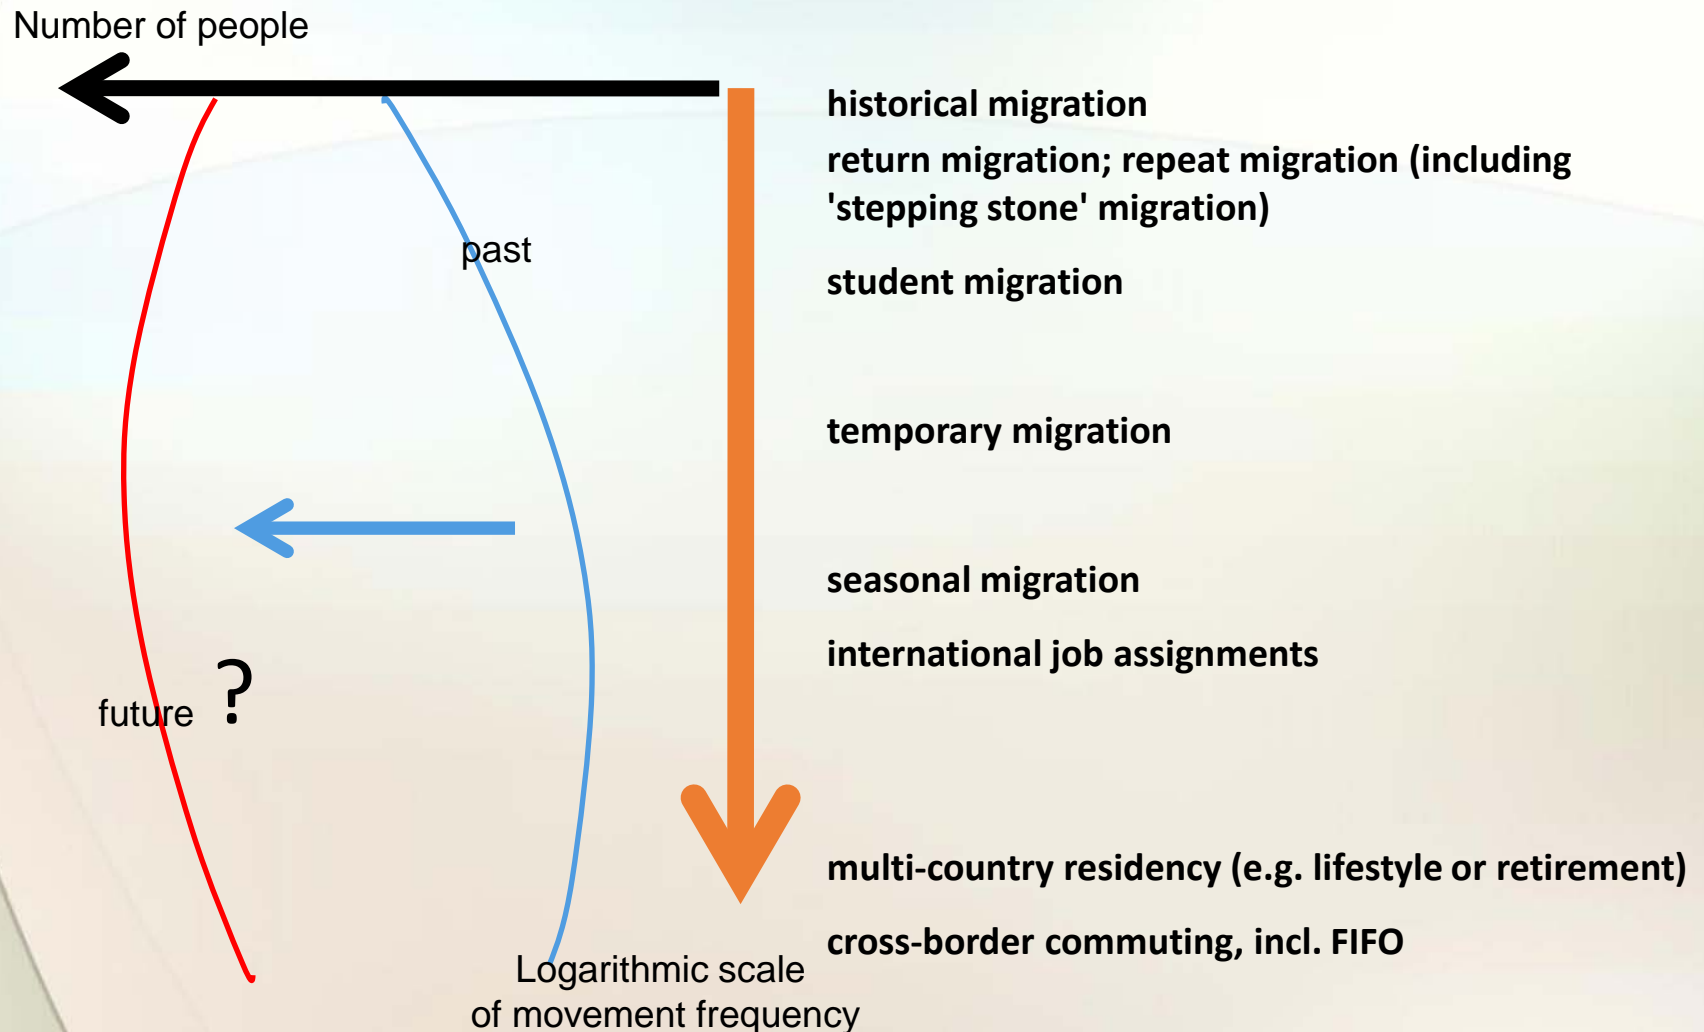 Number of people
historical migration
return migration; repeat migration (including
'stepping stone' migration)
past
student migration
temporary migration
seasonal migration
international job assignments
future ?
multi-country residency (e.g. lifestyle or retirement)
cross-border commuting, incl. FIFO
Logarithmic scale
of movement frequency